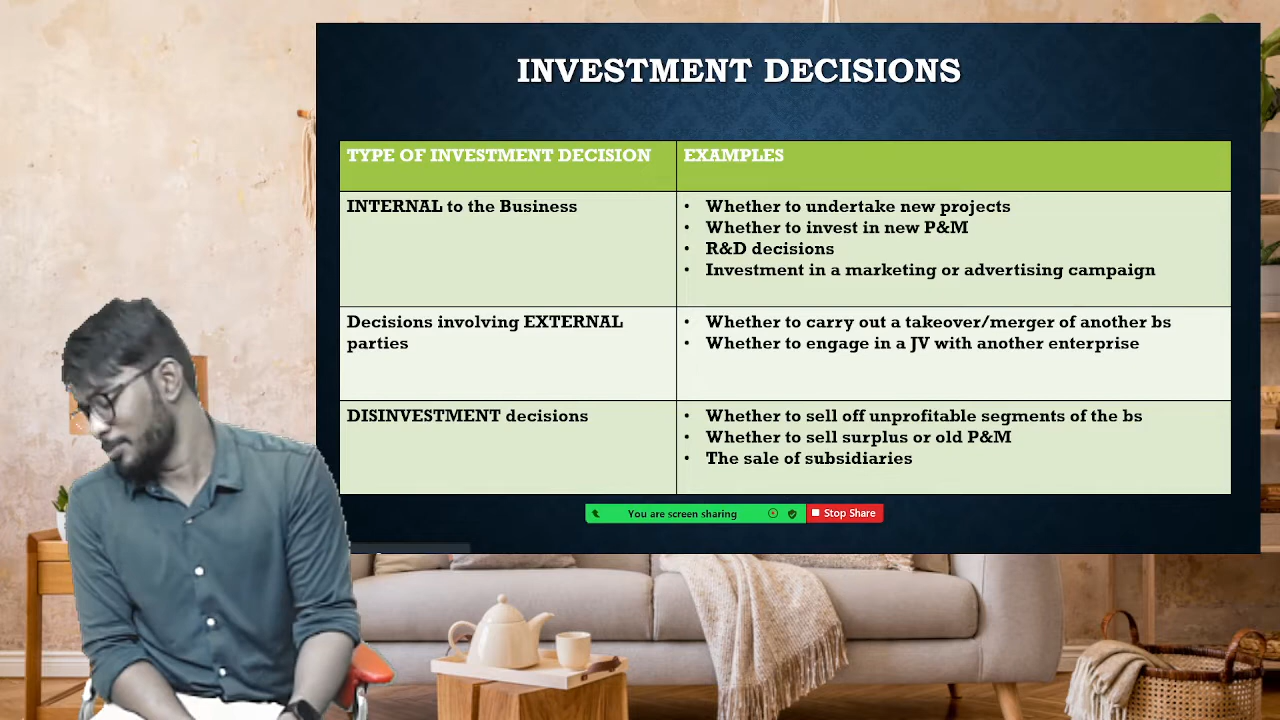 INVESTMENT DECISIONS
TYPE OF INVESTMENT DECISION
EXAMPLES
INTERNAL to the Business
• Whether to undertake new projects
• Whether to invest in new P&M
• R&D decisions
• Investment in a marketing or advertising campaign
Decisions involving EXTERNAL
parties
• Whether to carry out a takeover/merger of another bs
• Whether to engage in a JV with another enterprise
DISINVESTMENT decisions
• Whether to sell off unprofitable segments of the bs
• Whether to sell surplus or old P&M
• The sale of subsidiaries
You are screen sharing
Stop Share